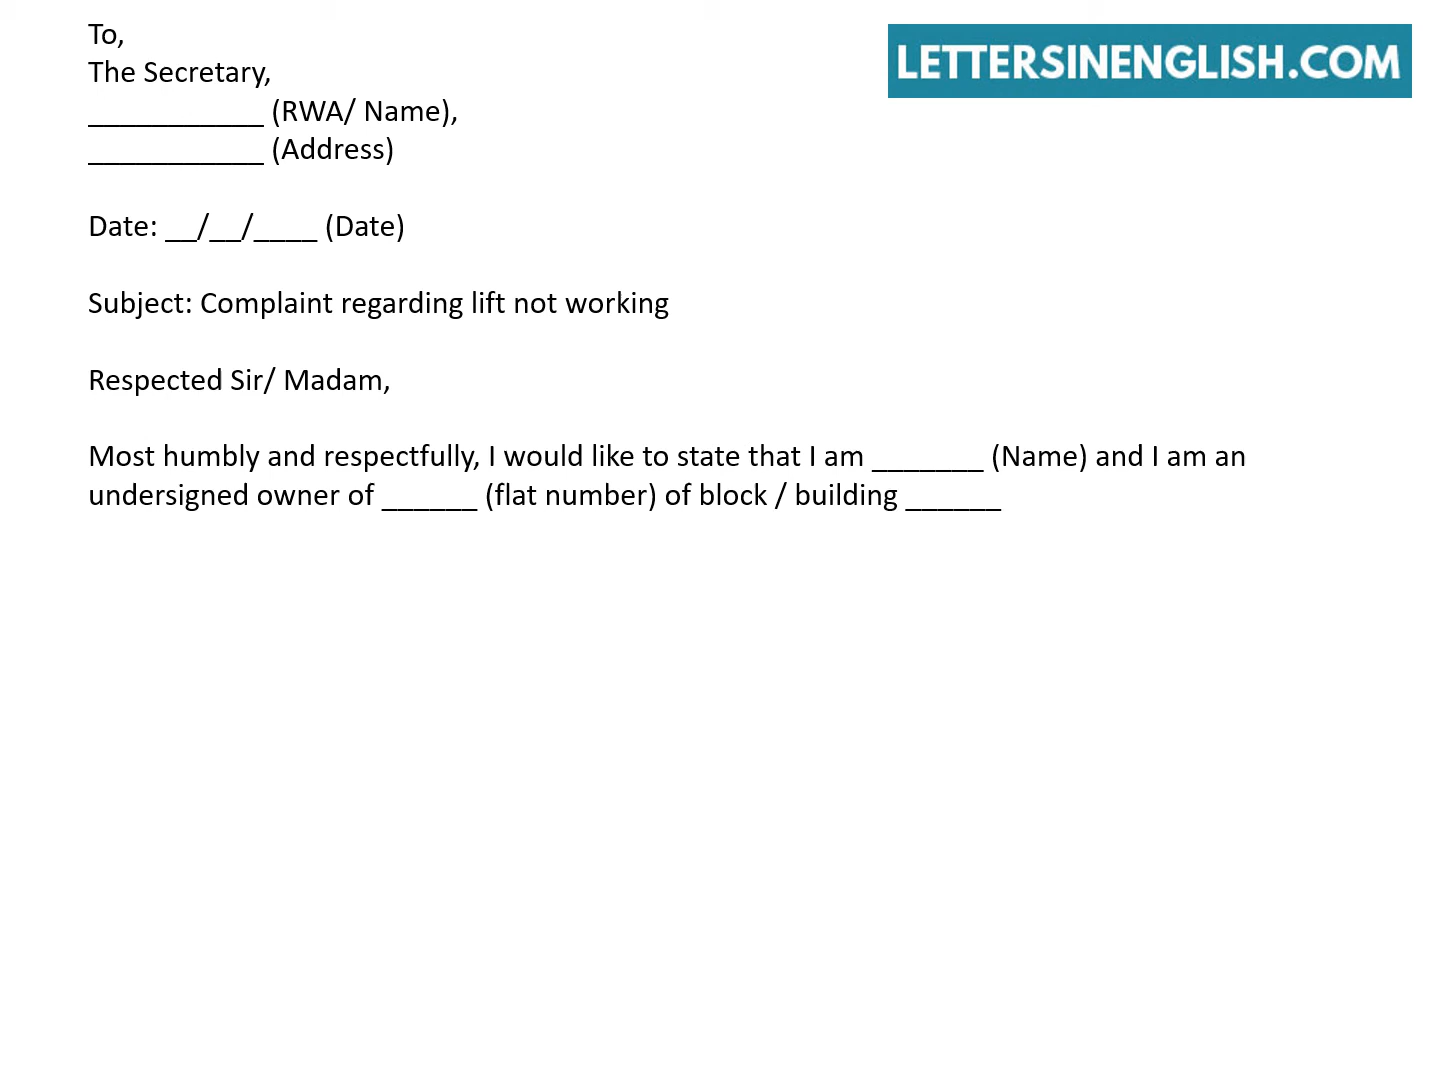 To,
LETTERSINENGLISH.COM
The Secretary,
___________ (RWA/ Name),
___________ (Address)
Date: __/__/____ (Date)
Subject: Complaint regarding lift not working
Respected Sir/ Madam,
Most humbly and respectfully, I would like to state that I am _______ (Name) and I am an
undersigned owner of ______ (flat number) of block / building ______